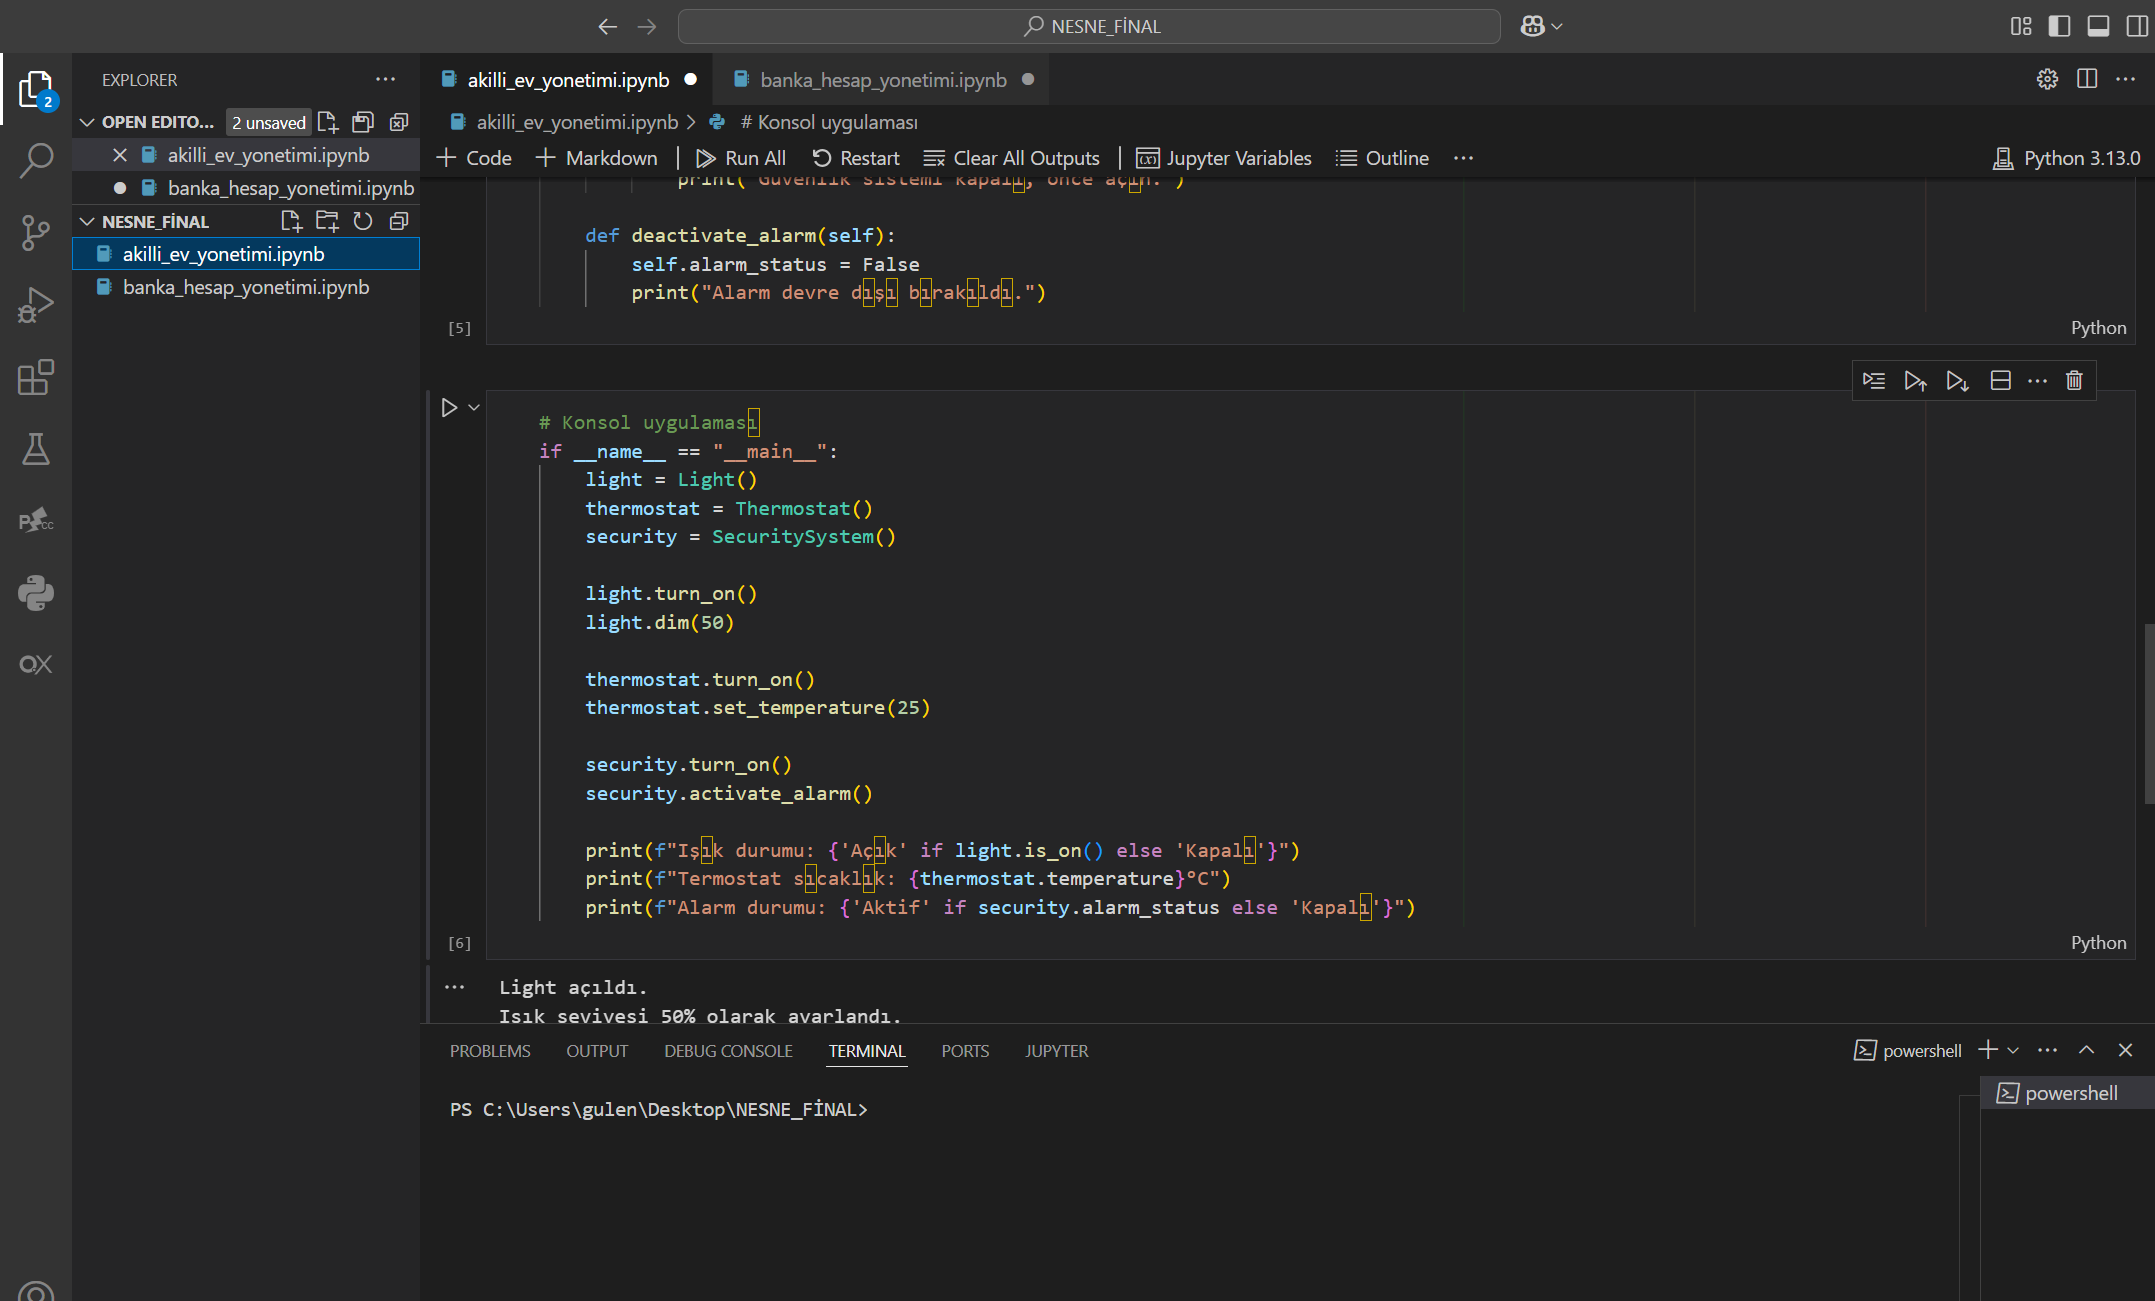 NESNE_FİNAL
EXPLORER
OPEN EDITO... 2 unsaved
akilli_ev_yonetimi.ipynb
banka_hesap_yonetimi.ipynb
NESNE_FİNAL
akilli_ev_yonetimi.ipynb
banka_hesap_yonetimi.ipynb
2
P CC
QX
akilli_ev_yonetimi.ipynb banka_hesap_yonetimi.ipynb
akilli_ev_yonetimi.ipynb > # Konsol uygulaması
+ Code + Markdown Run All Restart Clear All Outputs Jupyter Variables Outline ... Python 3.13.0
print("Güvenlik sistemi kapalı, önce açın.")
def deactivate_alarm(self):
self.alarm_status = False
print("Alarm devre dışı bırakıldı.")
[5] Python
# Konsol uygulaması
if __name__ == "__main__":
light = Light()
thermostat = Thermostat()
security = SecuritySystem()
light.turn_on()
light.dim(50)
thermostat.turn_on()
thermostat.set_temperature(25)
security.turn_on()
security.activate_alarm()
print(f"Işık durumu: {'Açık' if light.is_on() else 'Kapalı'}")
print(f"Termostat sıcaklık: {thermostat.temperature}°C")
print(f"Alarm durumu: {'Aktif' if security.alarm_status else 'Kapalı'}")
[6] Python
Light açıldı.
Işık seviyesi 50% olarak ayarlandı.
PROBLEMS OUTPUT DEBUG CONSOLE TERMINAL PORTS JUPYTER powershell
PS C:\Users\gulen\Desktop\NESNE_FİNAL>
powershell